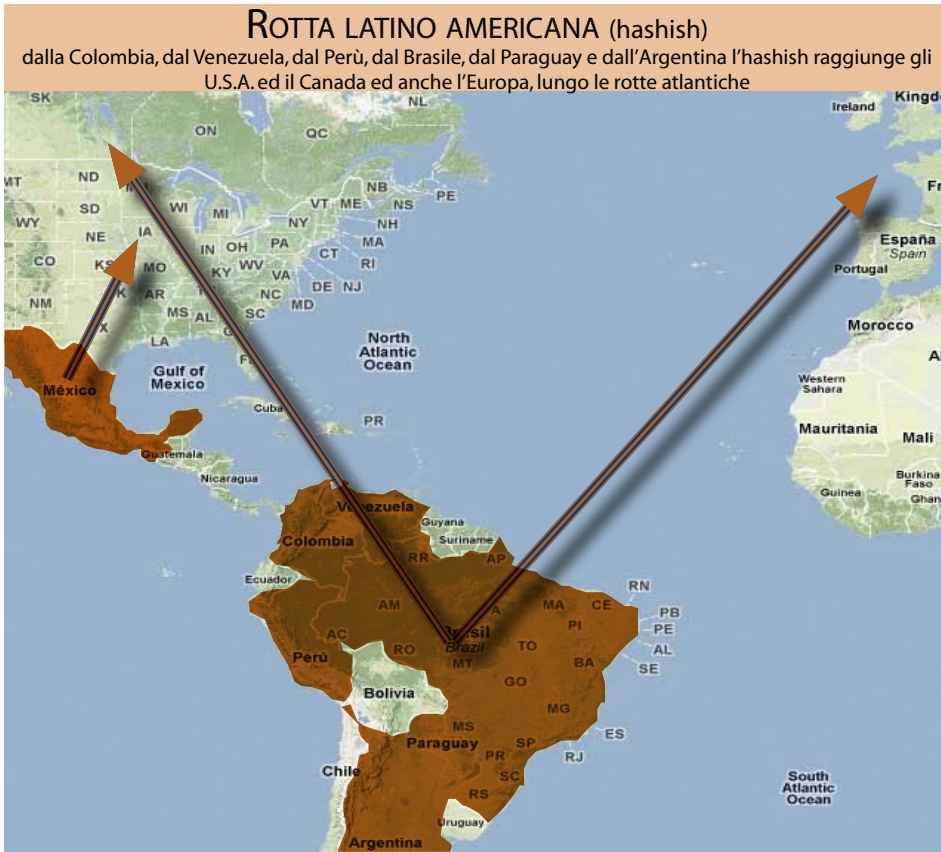 ROTTA LATINO AMERICANA (hashish)
dalla Colombia, dal Venezuela, dal Perù, dal Brasile, dal Paraguay e dall'Argentina l'hashish raggiunge gli
U.S.A. ed il Canada ed anche l'Europa, lungo le rotte atlantiche
SK
NL
Ireland
ON
QC
MT
ND
NB
PE
VT ME
NS
WI
MI
SD
NY
NH
WY
IA
MA
NE
IN OH PA
CT
RI
España
Spain
CO
KS
MO
KY
WV
VA
DE NJ
Portugal
NM
AR
NC
MD
MS AL
SC
LA
Morocco
North
Atlantic
Ocean
Gulf of
Mexico
México
Western
Sahara
Cuba
PR
Mauritania
Mali
Guatemala
Nicaragua
Burkina
Faso
Guinea
Venezuela
Guyana
Suriname
Colombia
RR
AP
Ecuador
RN
AM
MA
CE
PB
PI
PE
AC
RO
Brasil
Brazil
TO
AL
Perú
MT
BA
SE
Bolivia
GO
MG
MS
ES
Paraguay
SP
RJ
PR
Chile
SC
South
Atlantic
Ocean
RS
Uruguay
Argentina